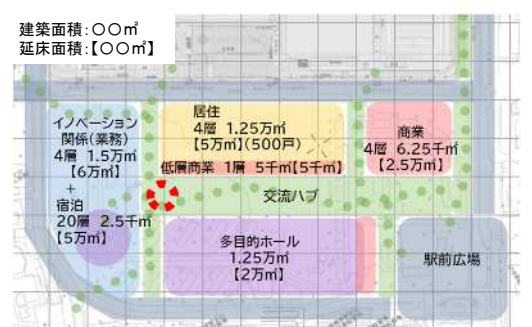 建築面積:〇〇㎡
延床面積:【〇〇㎡】
イノベーション
関係(業務)
4層 1.5万㎡
【6万㎡】
+
宿泊
20層 2.5千㎡
【5万㎡】
居住
4層 1.25万㎡
【5万㎡】(500戸)
低層商業 1層 5千㎡【5千㎡】
商業
4層 6.25千㎡
【2.5万㎡】
交流ハブ
多目的ホール
1.25万㎡
【2万㎡】
駅前広場